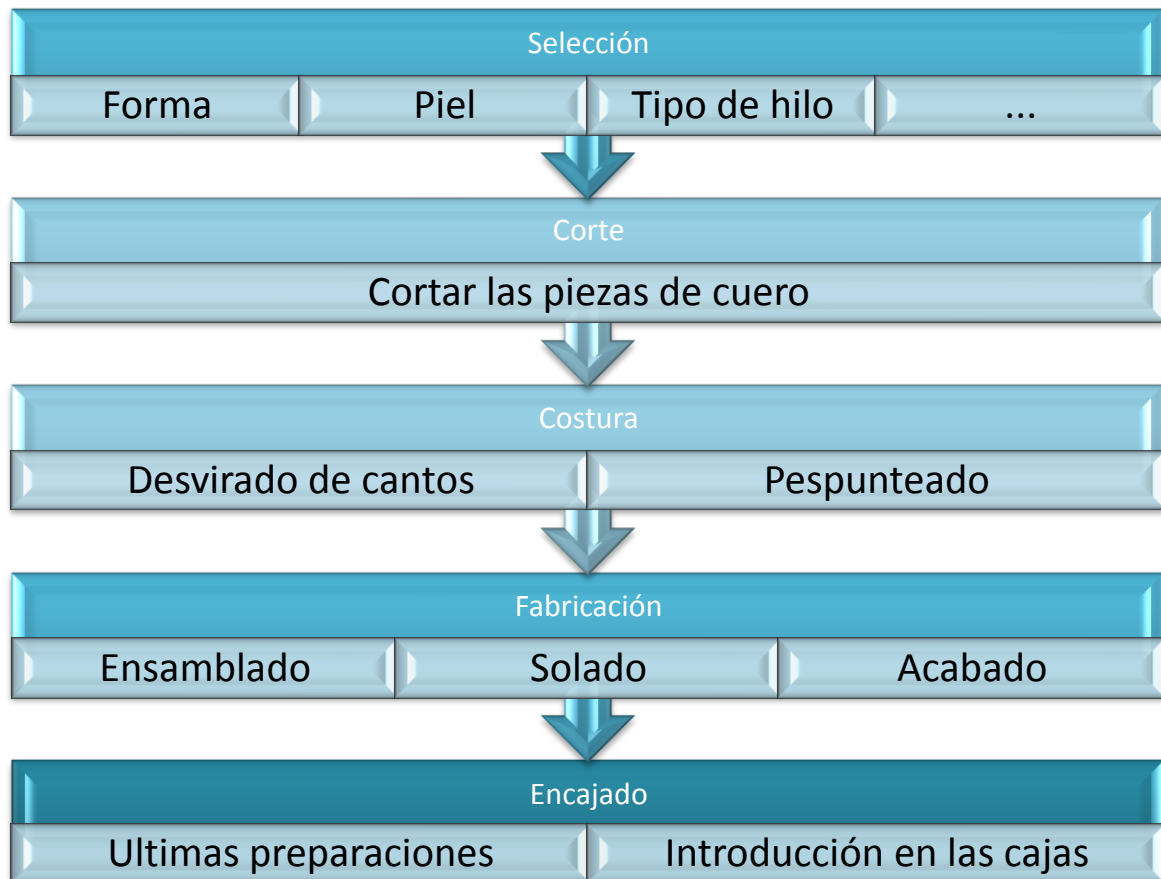 Selección
Forma
Piel
Tipo de hilo
...
Corte
Cortar las piezas de cuero
Costura
Desvirado de cantos
Pespunteado
Fabricación
Ensamblado
Solado
Acabado
Encajado
Ultimas preparaciones
Introducción en las cajas